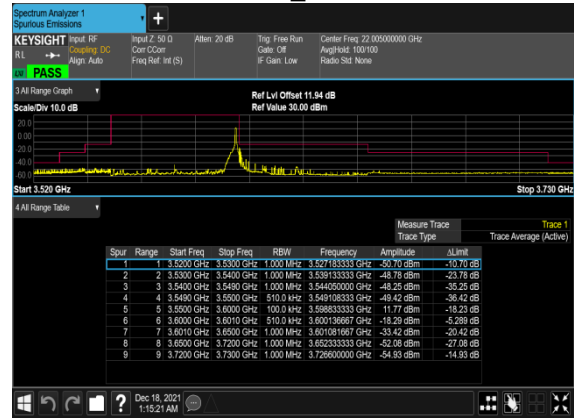 Spectrum Analyzer 1
Spurious Emissions
KEYSIGHT Input: RF Input Z: 50 Ω Atten: 20 dB Trig: Free Run Center Freq: 22.005000000 GHz
RL Coupling: DC Corr CCorr Gate: Off Avg|Hold: 100/100
Align: Auto Freq Ref: Int (S) IF Gain: Low Radio Std: None
PASS
3 All Range Graph
Ref Lvl Offset 11.94 dB
Scale/Div 10.0 dB Ref Value 30.00 dBm
20.0
0.00
-20.0
-40.0
-60.0
Start 3.520 GHz Stop 3.730 GHz
4 All Range Table
Measure Trace Trace 1
Trace Type Trace Average (Active)
Spur Range Start Freq Stop Freq RBW Frequency Amplitude ΔLimit
1 1 3.5200 GHz 3.5300 GHz 1.000 MHz 3.527183333 GHz -50.70 dBm -10.70 dB
2 2 3.5300 GHz 3.5400 GHz 1.000 MHz 3.539133333 GHz -48.78 dBm -23.78 dB
3 3 3.5400 GHz 3.5490 GHz 1.000 MHz 3.544050000 GHz -48.25 dBm -35.25 dB
4 4 3.5490 GHz 3.5500 GHz 510.0 kHz 3.549108333 GHz -49.42 dBm -36.42 dB
5 5 3.5500 GHz 3.6000 GHz 100.0 kHz 3.598833333 GHz 11.77 dBm -18.23 dB
6 6 3.6000 GHz 3.6010 GHz 510.0 kHz 3.600136667 GHz -18.29 dBm -5.289 dB
7 7 3.6010 GHz 3.6500 GHz 1.000 MHz 3.601081667 GHz -33.42 dBm -20.42 dB
8 8 3.6500 GHz 3.7200 GHz 1.000 MHz 3.652333333 GHz -52.08 dBm -27.08 dB
9 9 3.7200 GHz 3.7300 GHz 1.000 MHz 3.726600000 GHz -54.93 dBm -14.93 dB
Dec 18, 2021
1:15:21 AM